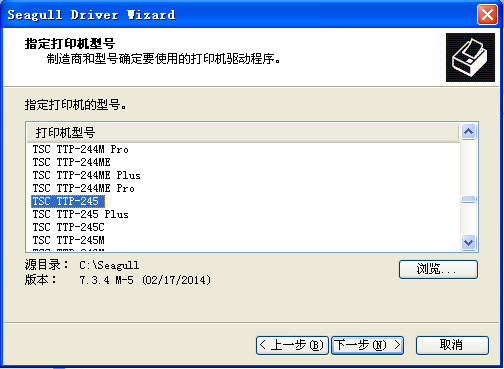 Seagull Driver Wizard
指定打印机型号
制造商和型号确定要使用的打印机驱动程序。
指定打印机的型号。
打印机型号
TSC TTP-244M Pro
TSC TTP-244ME
TSC TTP-244ME Plus
TSC TTP-244ME Pro
TSC TTP-245
TSC TTP-245 Plus
TSC TTP-245C
TSC TTP-245M
源目录： C:\Seagull
版本： 7.3.4 M-5 (02/17/2014)
浏览...
< 上一步(B) 下一步(N) > 取消